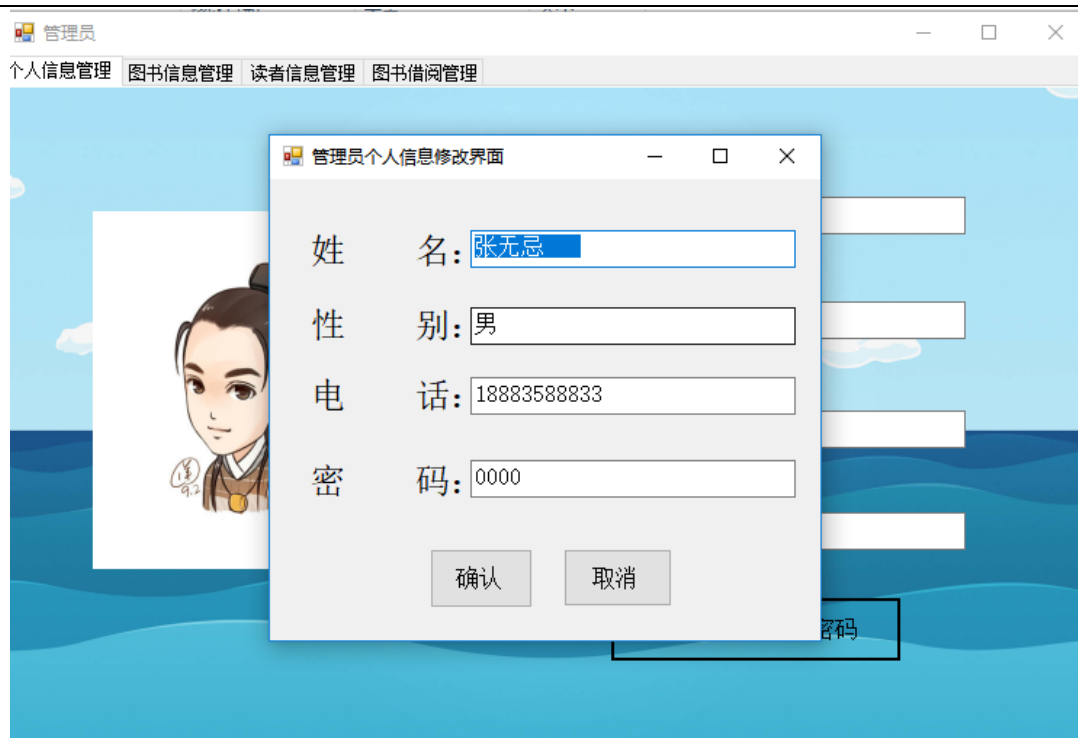 管理员
个人信息管理 图书信息管理 读者信息管理 图书借阅管理
管理员个人信息修改界面
姓 名：张无忌
性 别：男
电 话：18883588833
密 码：0000
确认 取消
密码
9.2